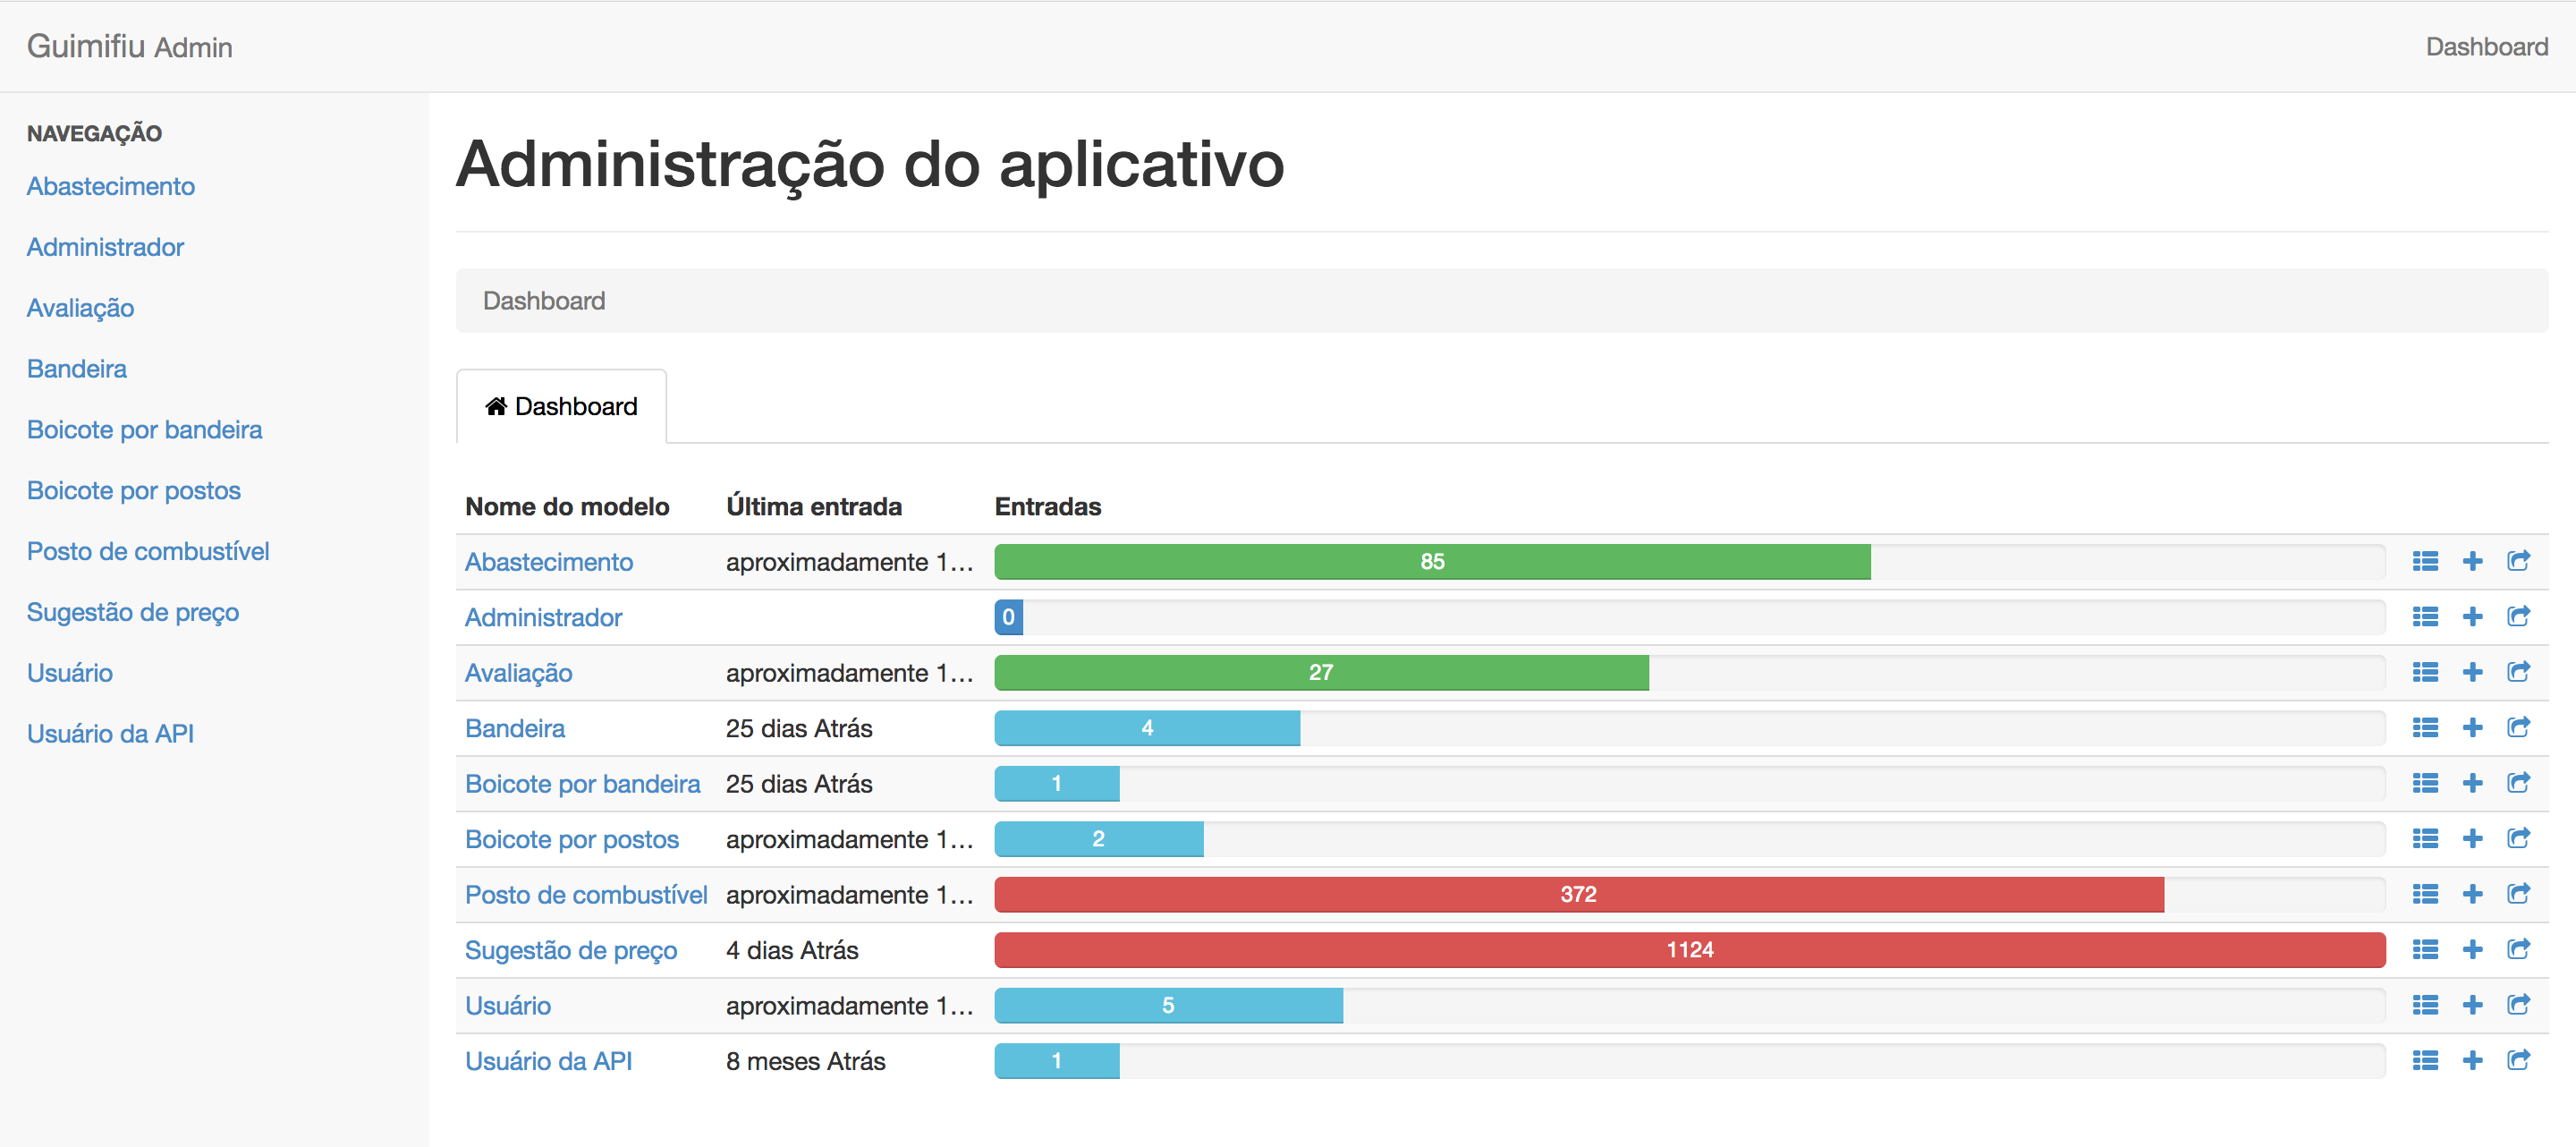 Guimifiu Admin
Dashboard
NAVEGAÇÃO
Abastecimento
Administrador
Avaliação
Bandeira
Boicote por bandeira
Boicote por postos
Posto de combustível
Sugestão de preço
Usuário
Usuário da API
Administração do aplicativo
Dashboard
Dashboard
Nome do modelo Última entrada Entradas
Abastecimento aproximadamente 1… 85
Administrador 0
Avaliação aproximadamente 1… 27
Bandeira 25 dias Atrás 4
Boicote por bandeira 25 dias Atrás 1
Boicote por postos aproximadamente 1… 2
Posto de combustível aproximadamente 1… 372
Sugestão de preço 4 dias Atrás 1124
Usuário aproximadamente 1… 5
Usuário da API 8 meses Atrás 1